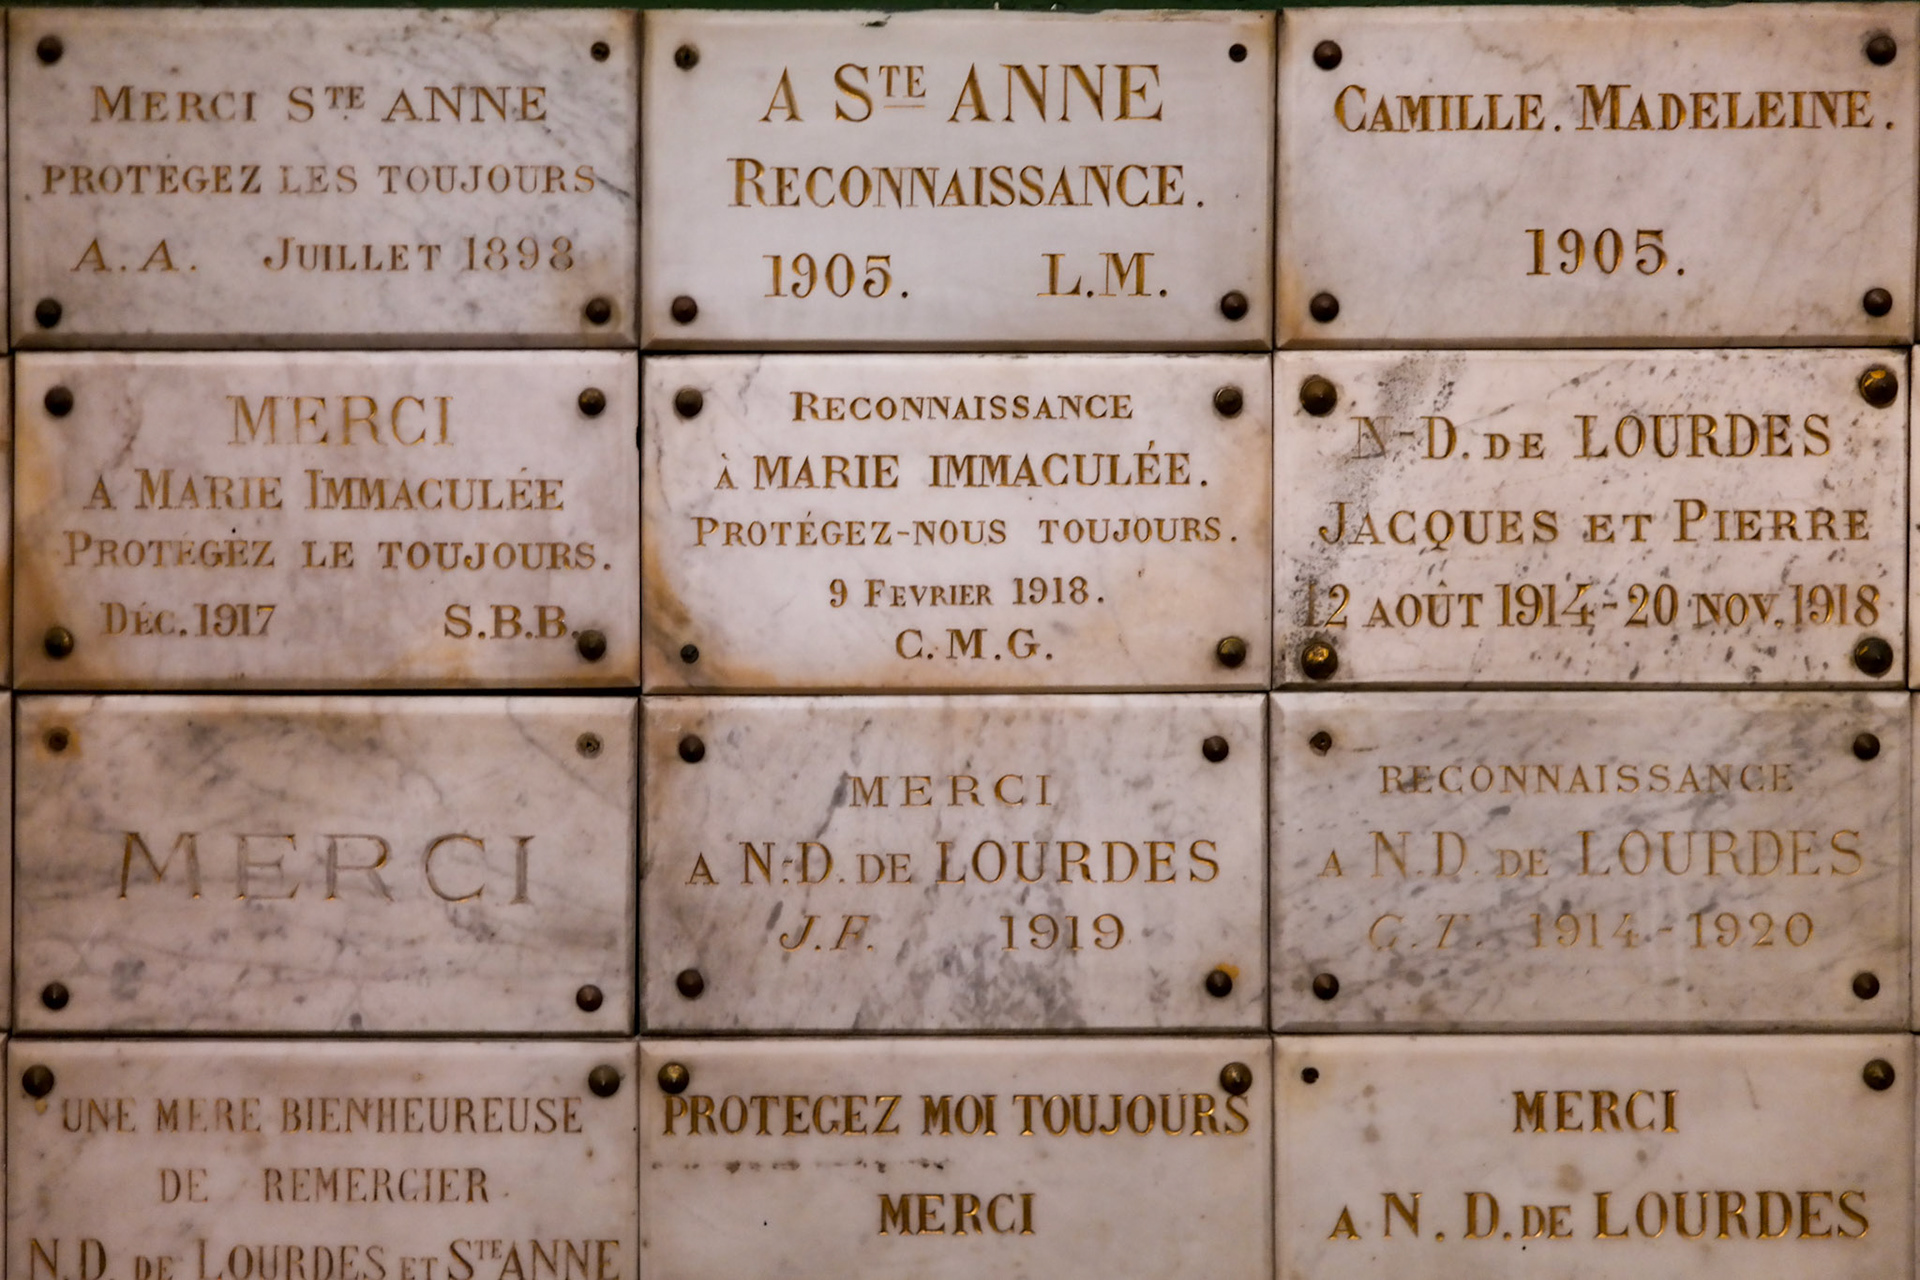 MERCI STE ANNE
PROTÉGEZ LES TOUJOURS
A.A. JUILLET 1898
A STE ANNE
RECONNAISSANCE.
1905. L.M.
CAMILLE. MADELEINE.
1905.
MERCI
A MARIE IMMACULÉE
PROTÉGEZ LE TOUJOURS.
DÉC. 1917 S.B.B.
RECONNAISSANCE
À MARIE IMMACULÉE.
PROTÉGEZ-NOUS TOUJOURS.
9 FEVRIER 1918.
C.M.G.
N-D. DE LOURDES
JACQUES ET PIERRE
12 AOÛT 1914-20 NOV. 1918
MERCI
MERCI
A N.-D. DE LOURDES
J.F. 1919
RECONNAISSANCE
A N.D. DE LOURDES
C.T. 1914-1920
UNE MERE BIENHEUREUSE
DE REMERCIER
N.D. DE LOURDES ET STE ANNE
PROTEGEZ MOI TOUJOURS
MERCI
MERCI
A N. D. DE LOURDES